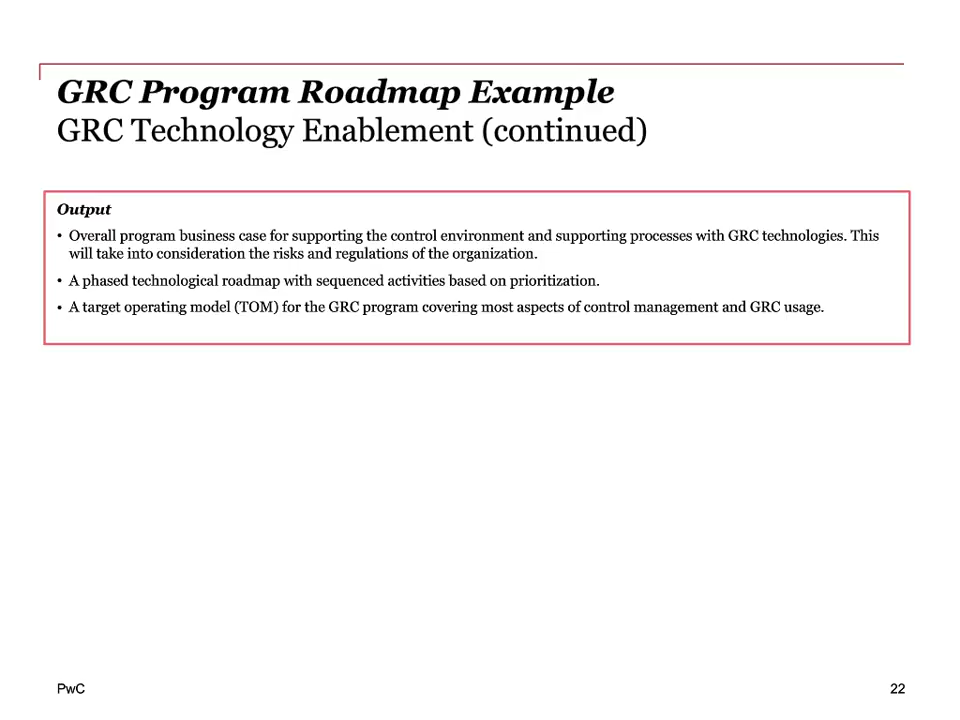 GRC Program Roadmap Example
GRC Technology Enablement (continued)
Output
• Overall program business case for supporting the control environment and supporting processes with GRC technologies. This
will take into consideration the risks and regulations of the organization.
• A phased technological roadmap with sequenced activities based on prioritization.
• A target operating model (TOM) for the GRC program covering most aspects of control management and GRC usage.
PwC
22